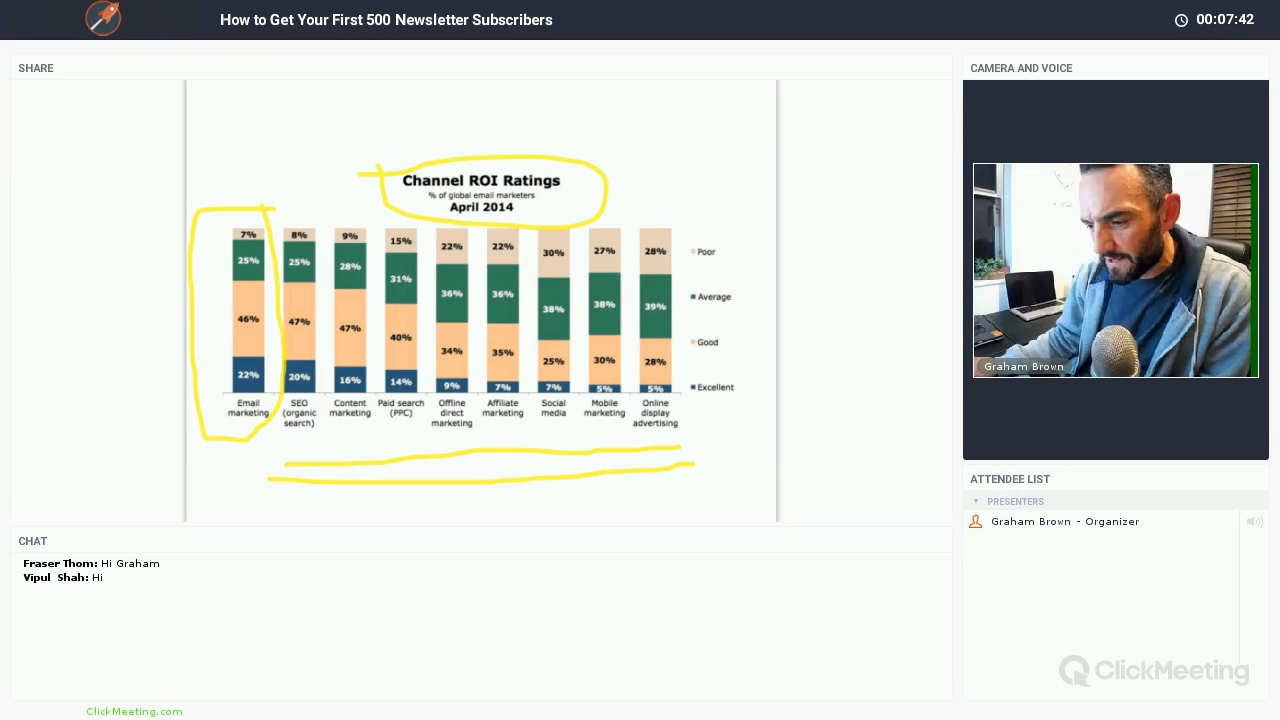 How to Get Your First 500 Newsletter Subscribers
00:07:42
SHARE
CAMERA AND VOICE
Channel ROI Ratings
% of global email marketers
April 2014
7% 8% 9% 15% 22% 22% 30% 27% 28%
Poor
25% 25% 28% 31% 36% 36% 38% 38% 39%
Average
46% 47% 47% 40% 34% 35% 25% 30% 28%
Good
22% 20% 16% 14% 9% 7% 7% 5% 5%
Excellent
Email marketing
SEO (organic search)
Content marketing
Paid search (PPC)
Offline direct marketing
Affiliate marketing
Social media
Mobile marketing
Online display advertising
Graham Brown
ATTENDEE LIST
PRESENTERS
Graham Brown - Organizer
CHAT
Fraser Thom: Hi Graham
Vipul Shah: Hi
ClickMeeting
ClickMeeting.com